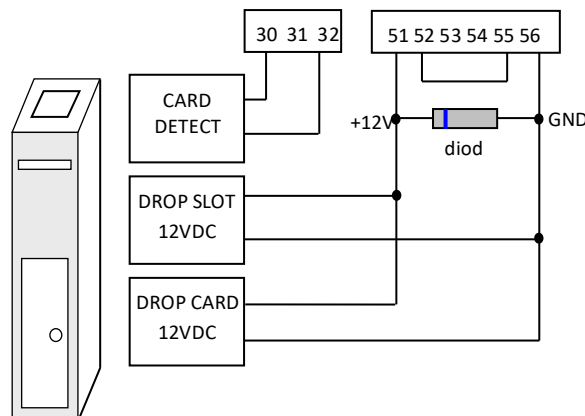 30 31 32
51 52 53 54 55 56
CARD
DETECT
+12V
GND
diod
DROP SLOT
12VDC
DROP CARD
12VDC